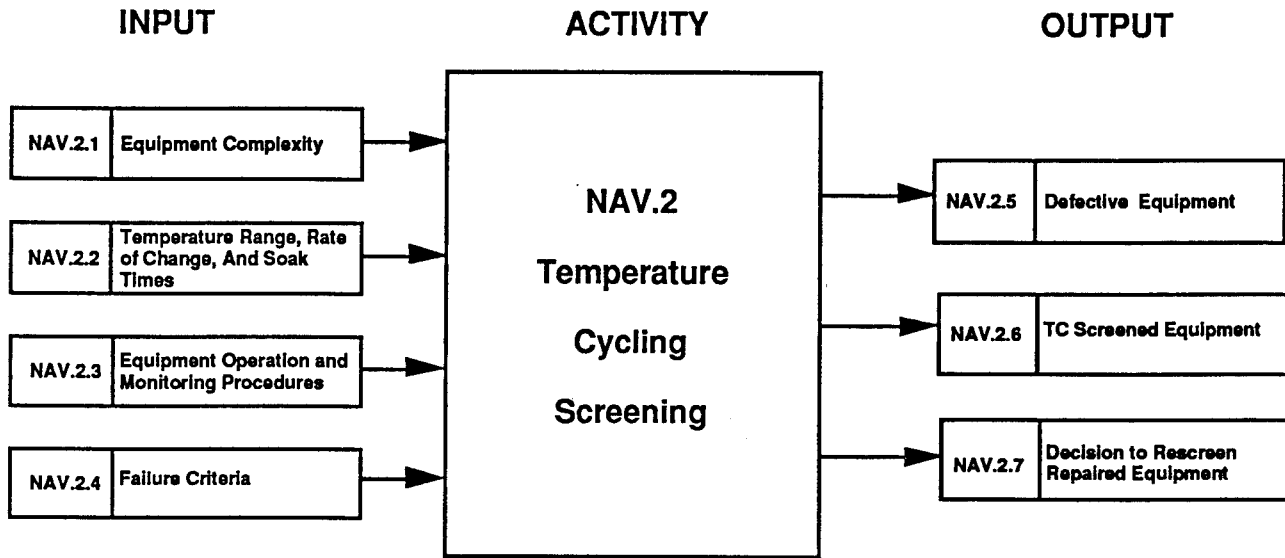 INPUT
ACTIVITY
OUTPUT
NAV.2.1
Equipment Complexity
NAV.2.2
Temperature Range, Rate
of Change, And Soak
Times
NAV.2.3
Equipment Operation and
Monitoring Procedures
NAV.2.4
Failure Criteria
NAV.2
Temperature
Cycling
Screening
NAV.2.5
Defective Equipment
NAV.2.6
TC Screened Equipment
NAV.2.7
Decision to Rescreen
Repaired Equipment